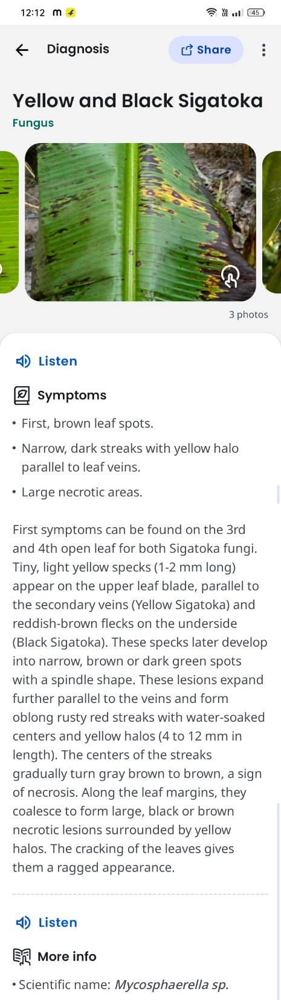 12:12 m
Vo
LTE
45
Diagnosis
Share
Yellow and Black Sigatoka
Fungus
3 photos
Listen
Symptoms
• First, brown leaf spots.
• Narrow, dark streaks with yellow halo
parallel to leaf veins.
• Large necrotic areas.
First symptoms can be found on the 3rd
and 4th open leaf for both Sigatoka fungi.
Tiny, light yellow specks (1-2 mm long)
appear on the upper leaf blade, parallel to
the secondary veins (Yellow Sigatoka) and
reddish-brown flecks on the underside
(Black Sigatoka). These specks later develop
into narrow, brown or dark green spots
with a spindle shape. These lesions expand
further parallel to the veins and form
oblong rusty red streaks with water-soaked
centers and yellow halos (4 to 12 mm in
length). The centers of the streaks
gradually turn gray brown to brown, a sign
of necrosis. Along the leaf margins, they
coalesce to form large, black or brown
necrotic lesions surrounded by yellow
halos. The cracking of the leaves gives
them a ragged appearance.
Listen
More info
• Scientific name: Mycosphaerella sp.